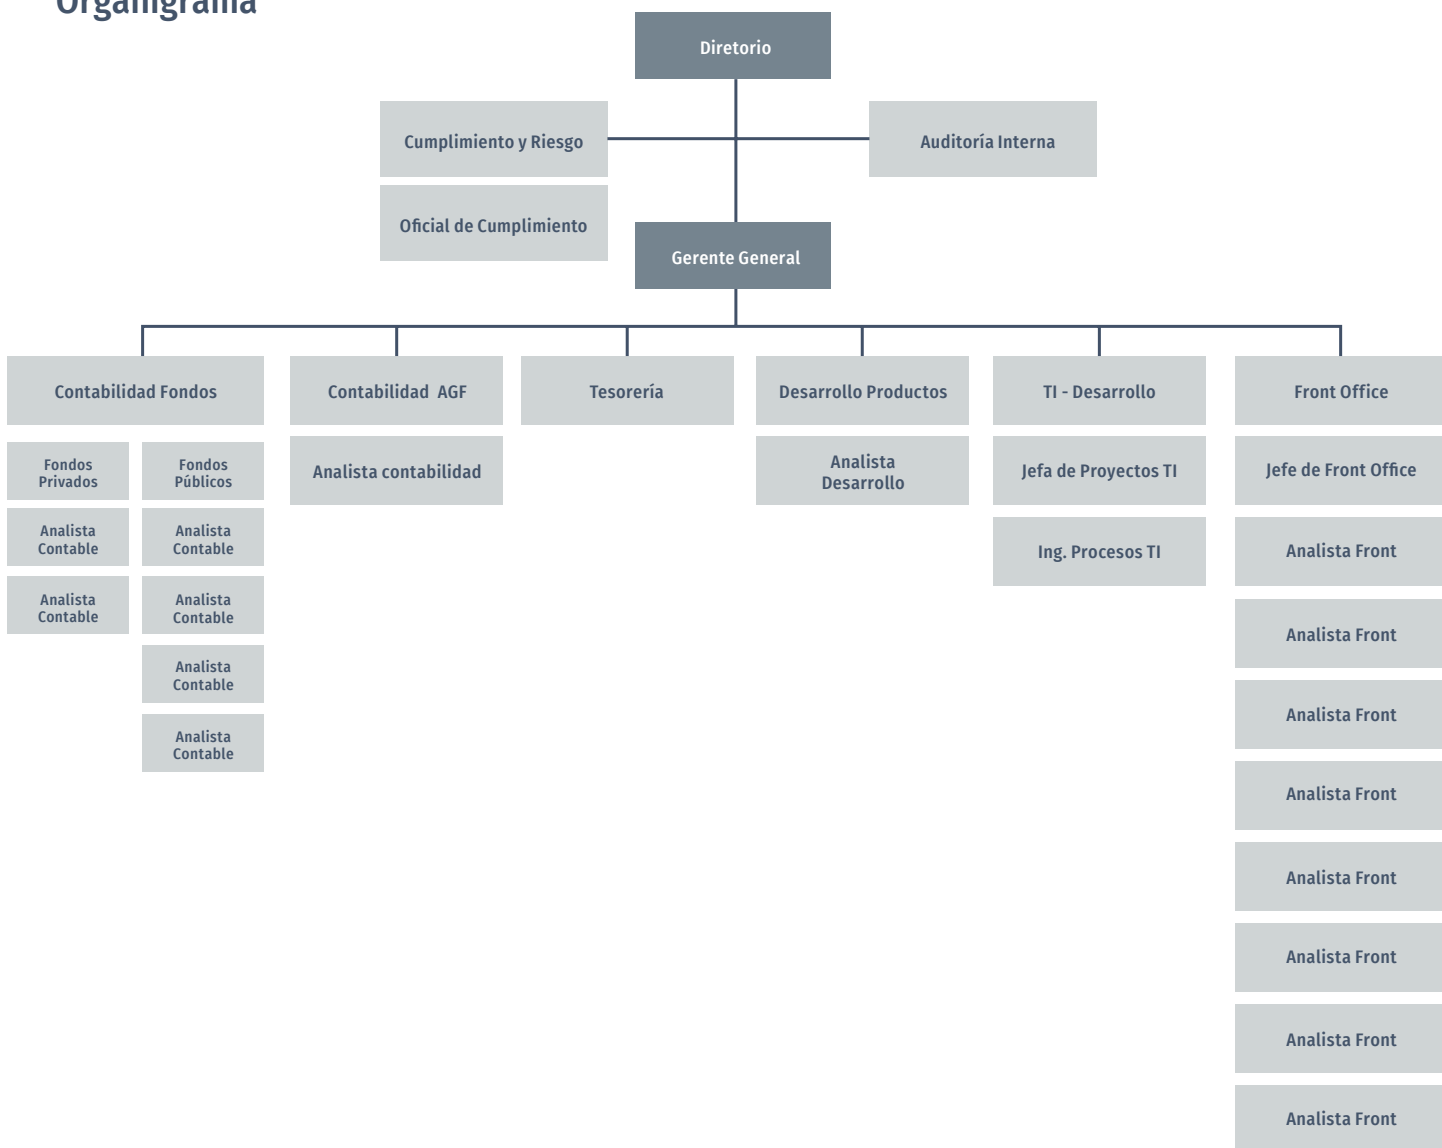 Organigrama
Diretorio
Cumplimiento y Riesgo
Auditoría Interna
Oficial de Cumplimiento
Gerente General
Contabilidad Fondos
Contabilidad AGF
Tesorería
Desarrollo Productos
TI - Desarrollo
Front Office
Fondos
Privados
Fondos
Públicos
Analista contabilidad
Analista
Desarrollo
Jefa de Proyectos TI
Jefe de Front Office
Analista
Contable
Analista
Contable
Ing. Procesos TI
Analista Front
Analista
Contable
Analista
Contable
Analista Front
Analista
Contable
Analista Front
Analista
Contable
Analista Front
Analista Front
Analista Front
Analista Front
Analista Front